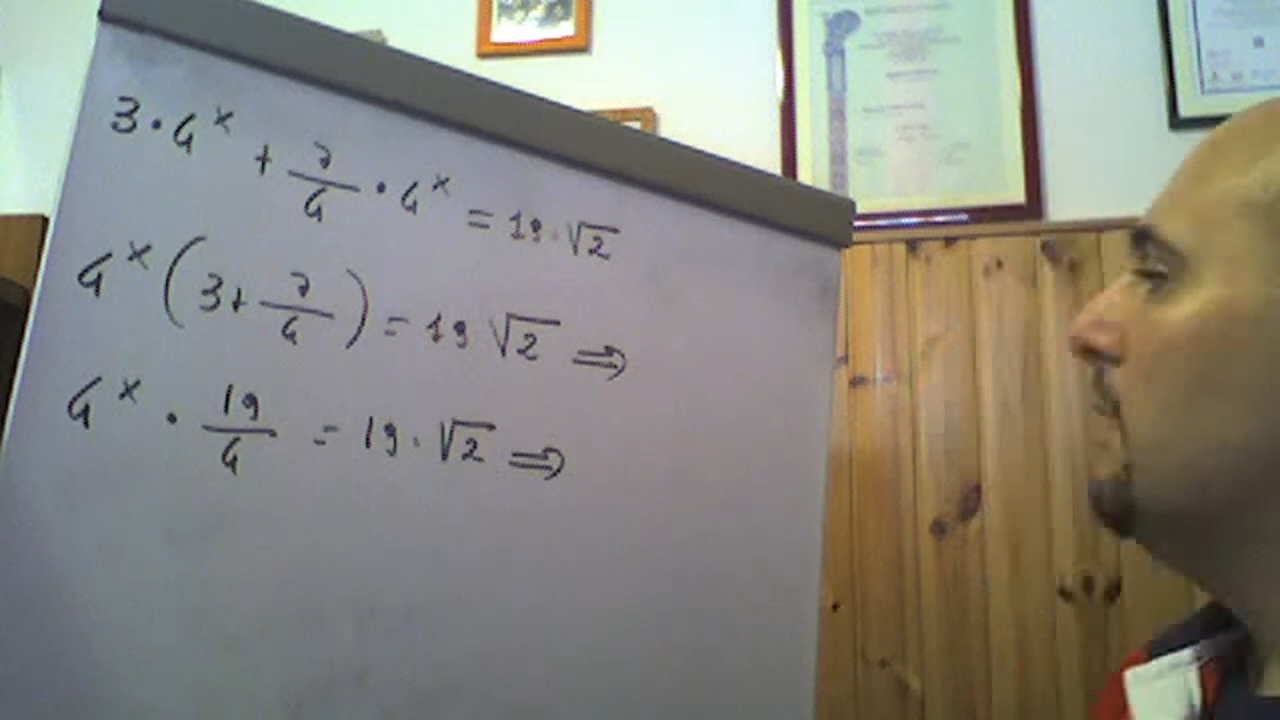 3 · 4^x + 7/4 · 4^x = 19 · √2
4^x (3 + 7/4) = 19 √2 ⇒
4^x · 19/4 = 19 · √2 ⇒